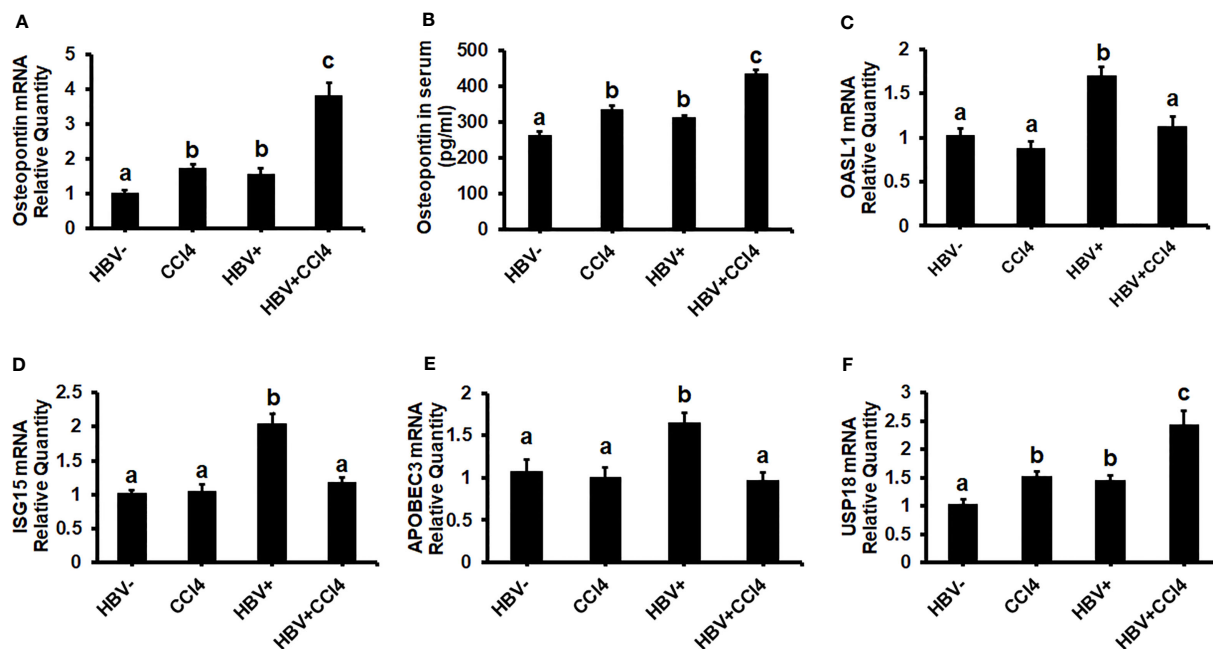 A
Osteopontin mRNA
Relative Quantity
5
4
3
2
1
0
a
b
b
c
HBV-
CCl4
HBV+
HBV+CCl4
B
Osteopontin in serum
(pg/ml)
500
400
300
200
100
0
a
b
b
c
HBV-
CCl4
HBV+
HBV+CCl4
C
OASL1 mRNA
Relative Quantity
2
1.5
1
0.5
0
a
a
b
a
HBV-
CCl4
HBV+
HBV+CCl4
D
ISG15 mRNA
Relative Quantity
2.5
2
1.5
1
0.5
0
a
a
b
a
HBV-
CCl4
HBV+
HBV+CCl4
E
APOBEC3 mRNA
Relative Quantity
2
1.5
1
0.5
0
a
a
b
a
HBV-
CCl4
HBV+
HBV+CCl4
F
USP18 mRNA
Relative Quantity
3
2.5
2
1.5
1
0.5
0
a
b
b
c
HBV-
CCl4
HBV+
HBV+CCl4